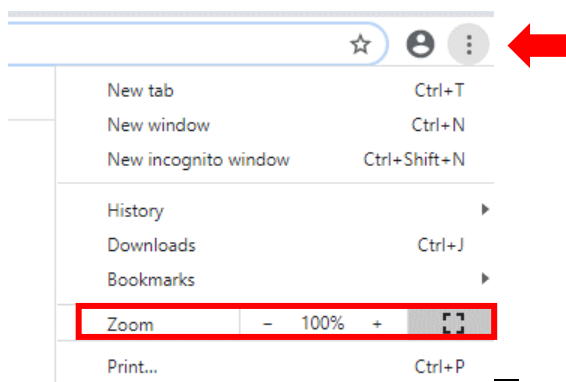 New tab Ctrl+T
New window Ctrl+N
New incognito window Ctrl+Shift+N
History
Downloads Ctrl+J
Bookmarks
Zoom – 100% +
Print... Ctrl+P